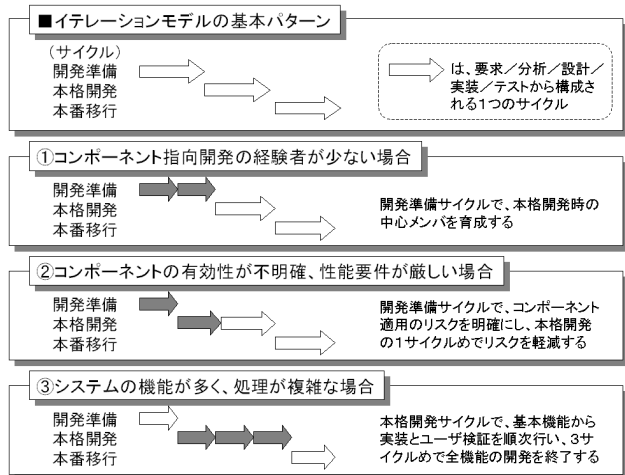 ■イテレーションモデルの基本パターン
（サイクル）
開発準備
本格開発
本番移行
は、要求／分析／設計／
実装／テストから構成さ
れる１つのサイクル
①コンポーネント指向開発の経験者が少ない場合
開発準備
本格開発
本番移行
開発準備サイクルで、本格開発時の
中心メンバを育成する
②コンポーネントの有効性が不明確、性能要件が厳しい場合
開発準備
本格開発
本番移行
開発準備サイクルで、コンポーネント
適用のリスクを明確にし、本格開発
の１サイクルめでリスクを軽減する
③システムの機能が多く、処理が複雑な場合
開発準備
本格開発
本番移行
本格開発サイクルで、基本機能から
実装とユーザ検証を順次行い、３サ
イクルめで全機能の開発を終了する